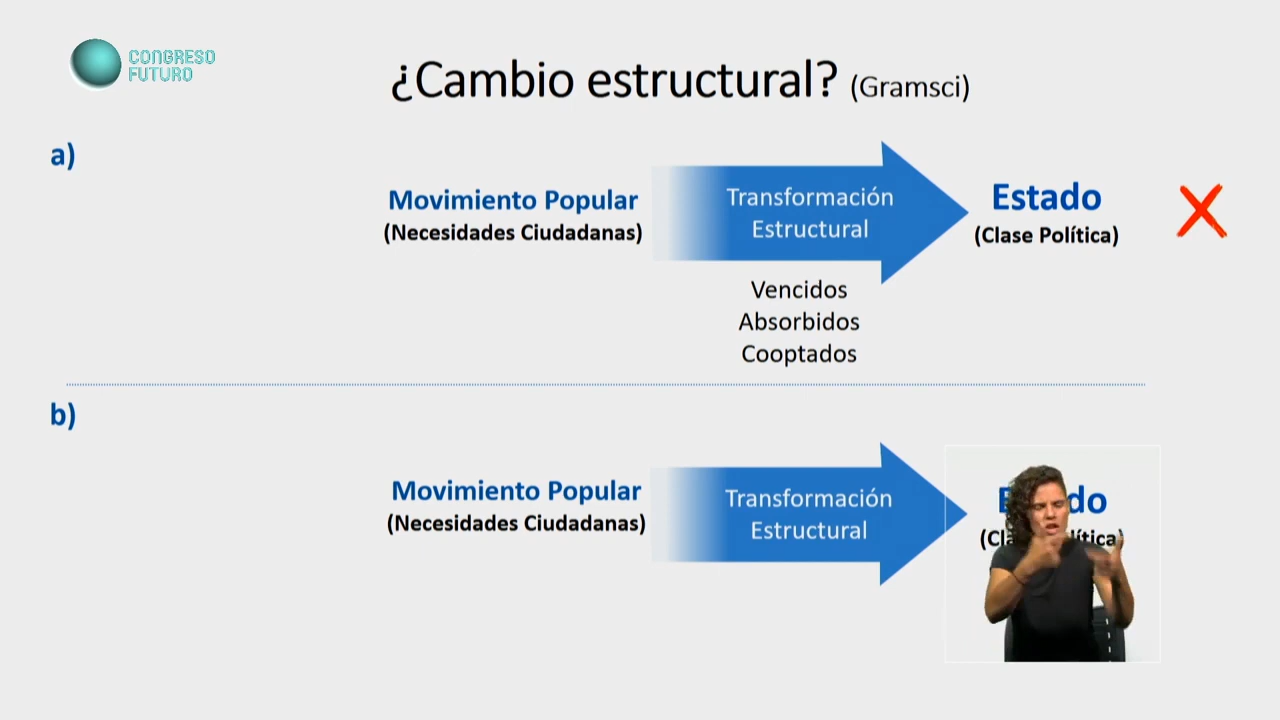 CONGRESO
FUTURO
¿Cambio estructural? (Gramsci)
a)
Movimiento Popular
(Necesidades Ciudadanas)
Transformación
Estructural
Estado
(Clase Política)
Vencidos
Absorbidos
Cooptados
b)
Movimiento Popular
(Necesidades Ciudadanas)
Transformación
Estructural